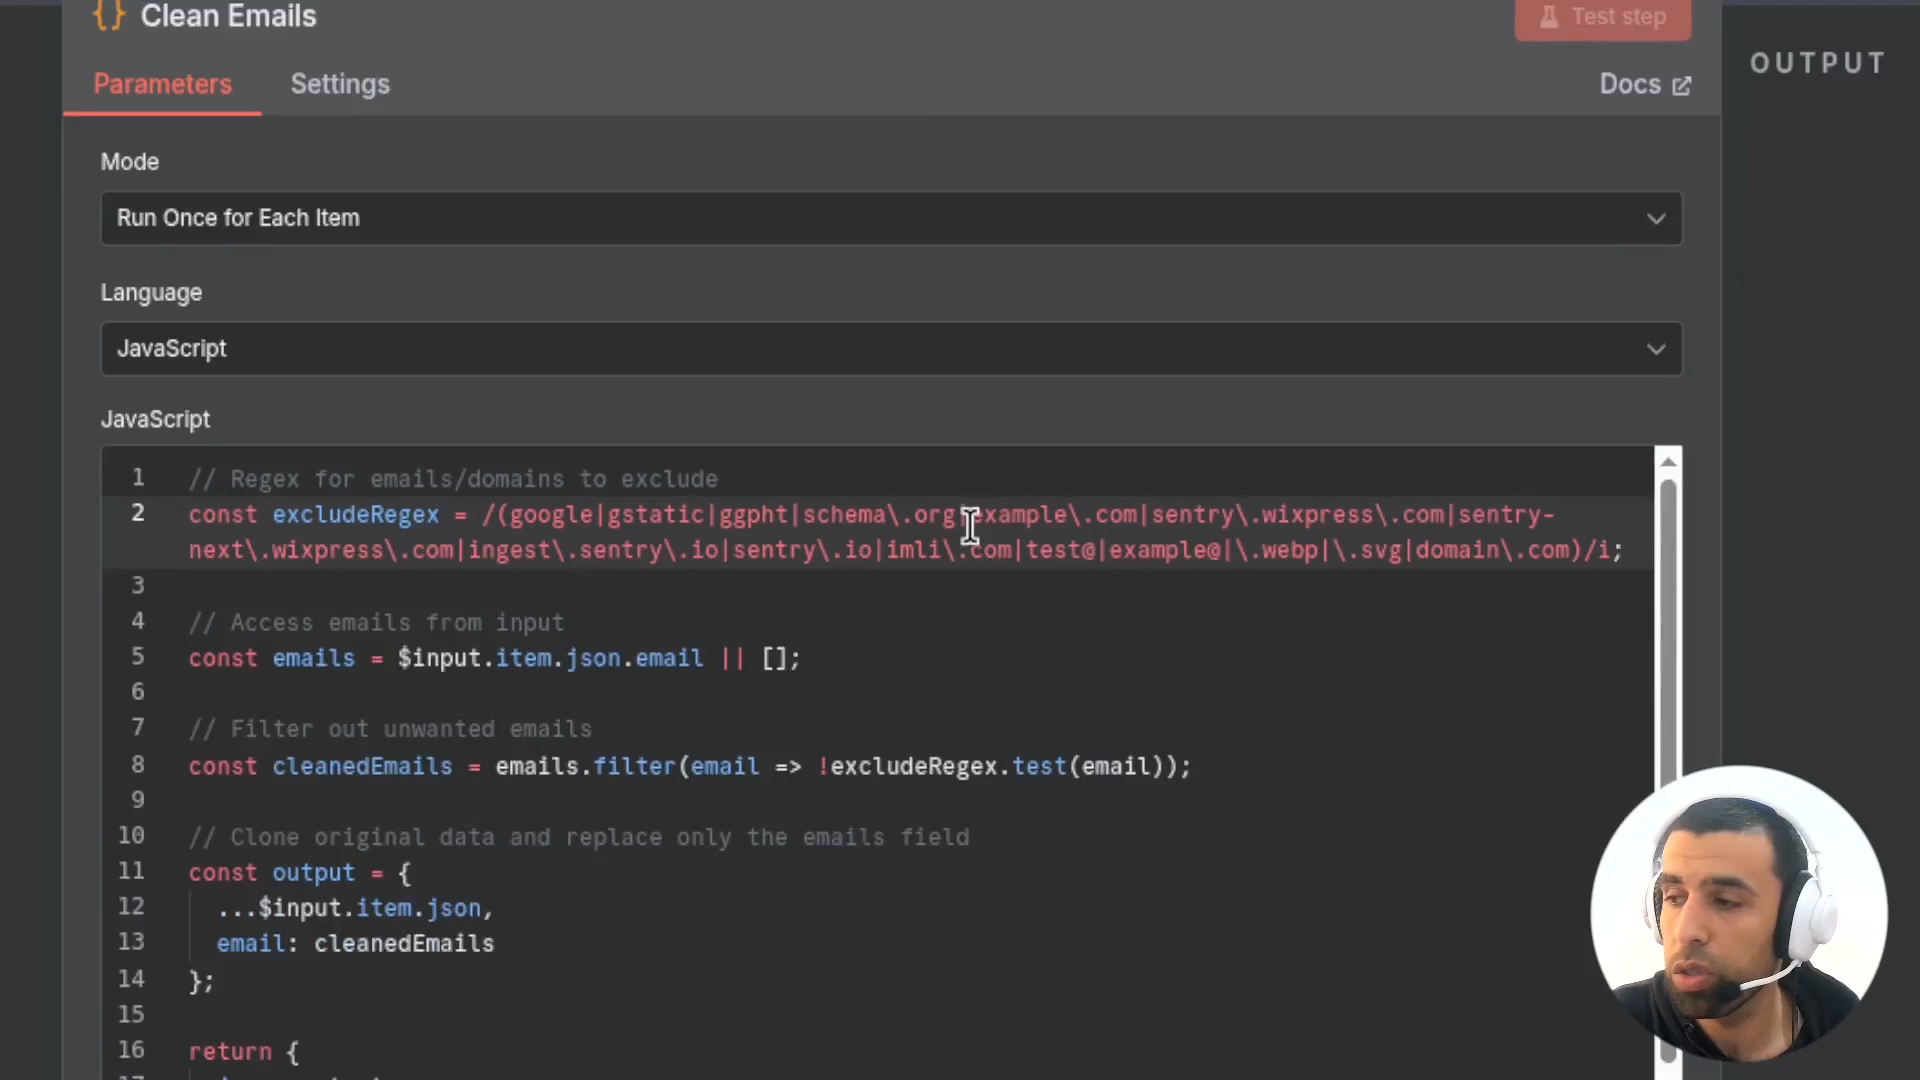 {} Clean Emails
Test step
OUTPUT
Parameters
Settings
Docs
Mode
Run Once for Each Item
Language
JavaScript
JavaScript
1 // Regex for emails/domains to exclude
2 const excludeRegex = /(google|gstatic|ggpht|schema\.org|example\.com|sentry\.wixpress\.com|sentry-
next\.wixpress\.com|ingest\.sentry\.io|sentry\.io|imli\.com|test@|example@|\.webp|\.svg|domain\.com)/i;
3
4 // Access emails from input
5 const emails = $input.item.json.email || [];
6
7 // Filter out unwanted emails
8 const cleanedEmails = emails.filter(email => !excludeRegex.test(email));
9
10 // Clone original data and replace only the emails field
11 const output = {
12 ...$input.item.json,
13 email: cleanedEmails
14 };
15
16 return {